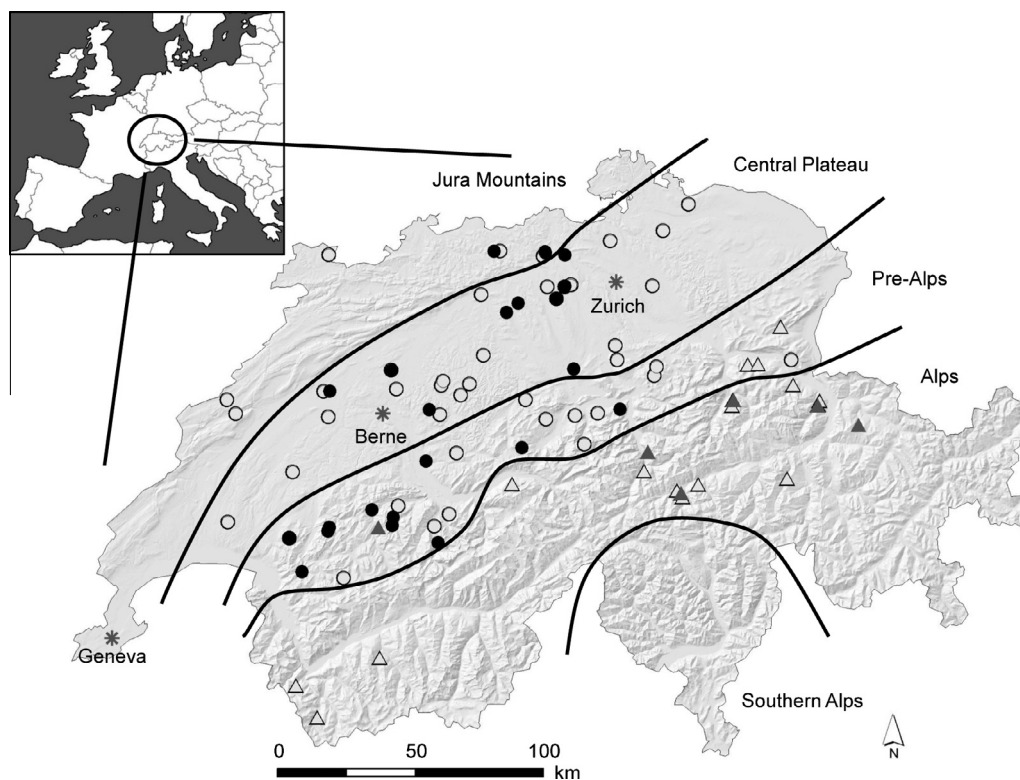 Jura Mountains
Central Plateau
Pre-Alps
Zurich
Alps
Berne
Geneva
Southern Alps
0 50 100
km
N